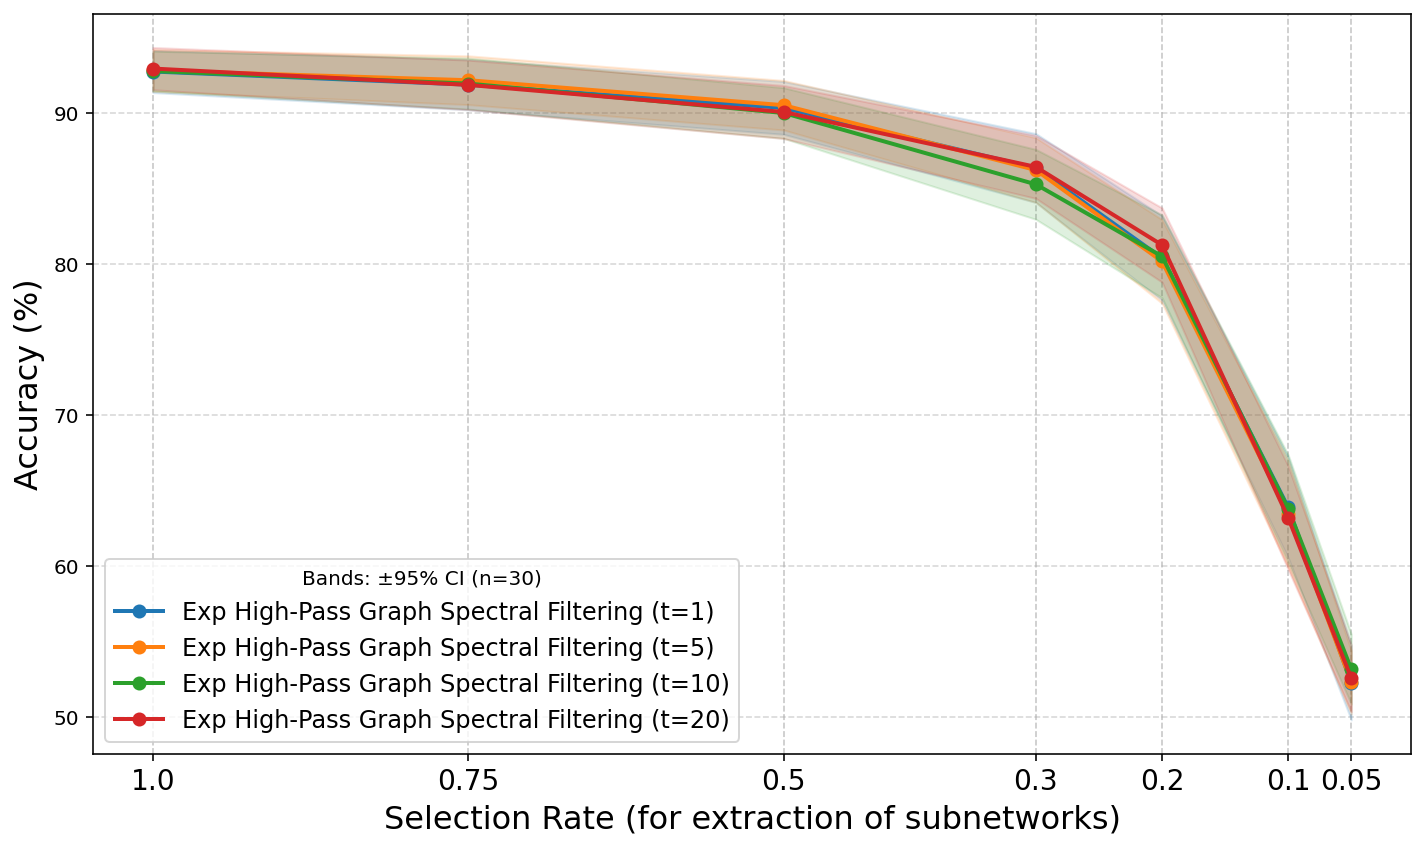 90
80
70
60
50
Accuracy (%)
Bands: ±95% CI (n=30)
Exp High-Pass Graph Spectral Filtering (t=1)
Exp High-Pass Graph Spectral Filtering (t=5)
Exp High-Pass Graph Spectral Filtering (t=10)
Exp High-Pass Graph Spectral Filtering (t=20)
1.0 0.75 0.5 0.3 0.2 0.1 0.05
Selection Rate (for extraction of subnetworks)